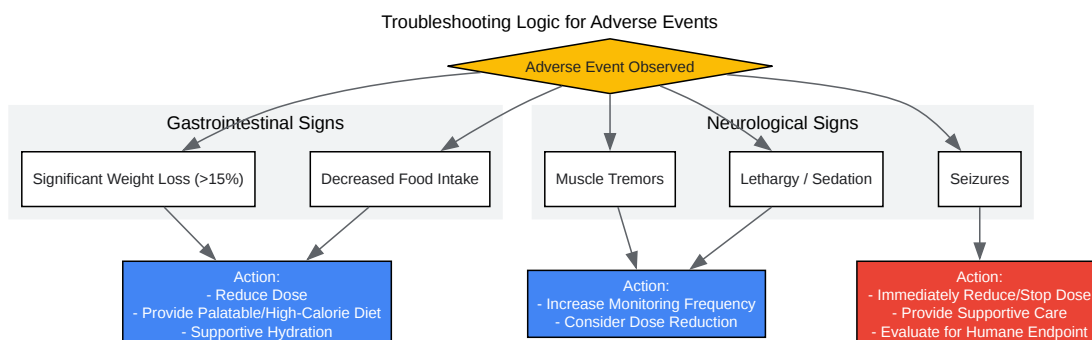 Troubleshooting Logic for Adverse Events
Adverse Event Observed
Gastrointestinal Signs
Neurological Signs
Significant Weight Loss (>15%)
Decreased Food Intake
Muscle Tremors
Lethargy / Sedation
Seizures
Action:
- Reduce Dose
- Provide Palatable/High-Calorie Diet
- Supportive Hydration
Action:
- Increase Monitoring Frequency
- Consider Dose Reduction
Action:
- Immediately Reduce/Stop Dose
- Provide Supportive Care
- Evaluate for Humane Endpoint